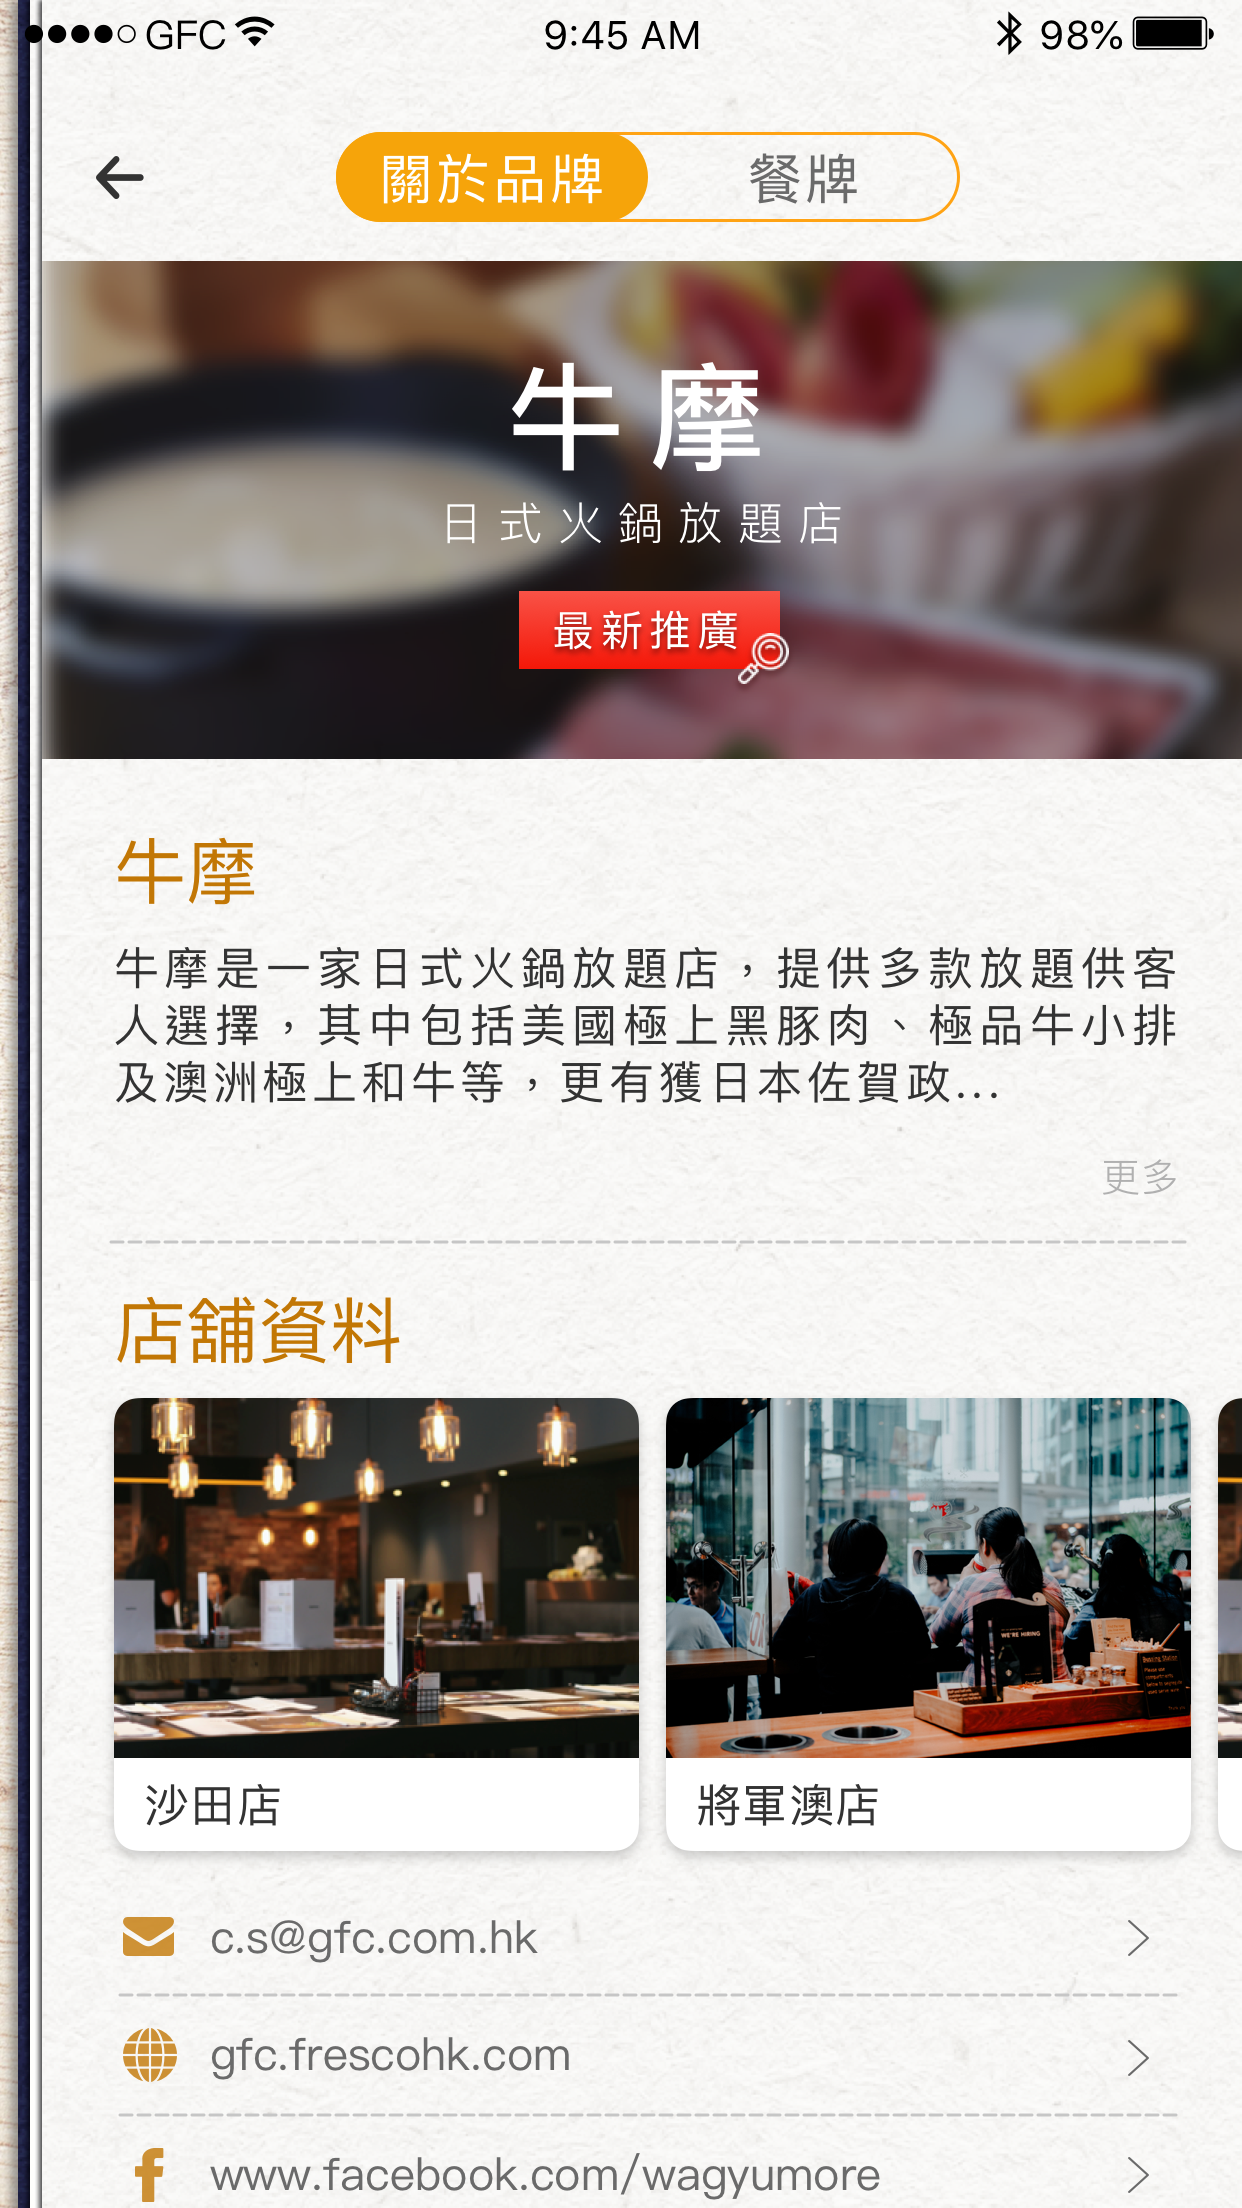 GFC 9:45 AM 98%
關於品牌 餐牌
牛摩
日式火鍋放題店
最新推廣
牛摩
牛摩是一家日式火鍋放題店，提供多款放題供客
人選擇，其中包括美國極上黑豚肉、極品牛小排
及澳洲極上和牛等，更有獲日本佐賀政...
更多
店舖資料
WE'RE HIRING
沙田店 將軍澳店
c.s@gfc.com.hk
gfc.frescohk.com
www.facebook.com/wagyumore